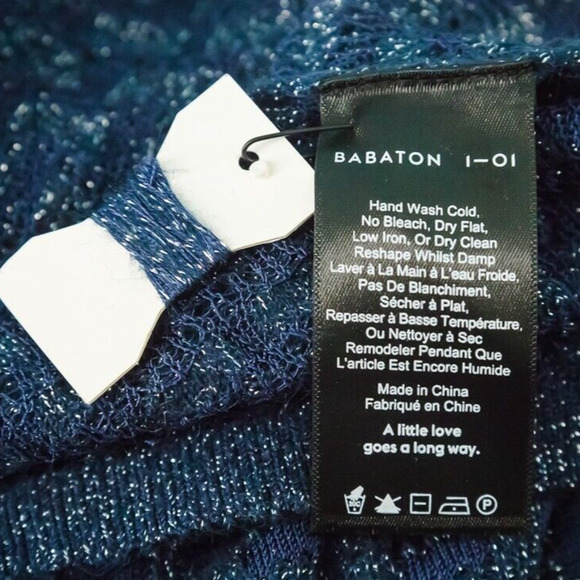 BABATON 1—01
Hand Wash Cold,
No Bleach, Dry Flat,
Low Iron, Or Dry Clean
Reshape Whilst Damp
Laver à La Main à L'eau Froide,
Pas De Blanchiment,
Sécher à Plat,
Repasser à Basse Température,
Ou Nettoyer à Sec
Remodeler Pendant Que
L'article Est Encore Humide
Made in China
Fabriqué en Chine
A little love
goes a long way.
P